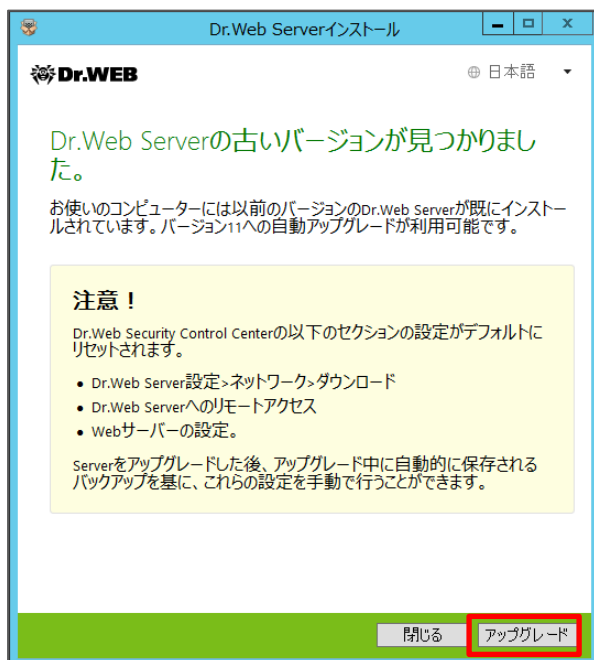 Dr.Web Serverインストール
Dr.WEB
日本語
Dr.Web Serverの古いバージョンが見つかりまし
た。
お使いのコンピューターには以前のバージョンのDr.Web Serverが既にインストー
ルされています。バージョン11への自動アップグレードが利用可能です。
注意！
Dr.Web Security Control Centerの以下のセクションの設定がデフォルトに
リセットされます。
• Dr.Web Server設定>ネットワーク>ダウンロード
• Dr.Web Serverへのリモートアクセス
• Webサーバーの設定。
Serverをアップグレードした後、アップグレード中に自動的に保存される
バックアップを基に、これらの設定を手動で行うことができます。
閉じる
アップグレード